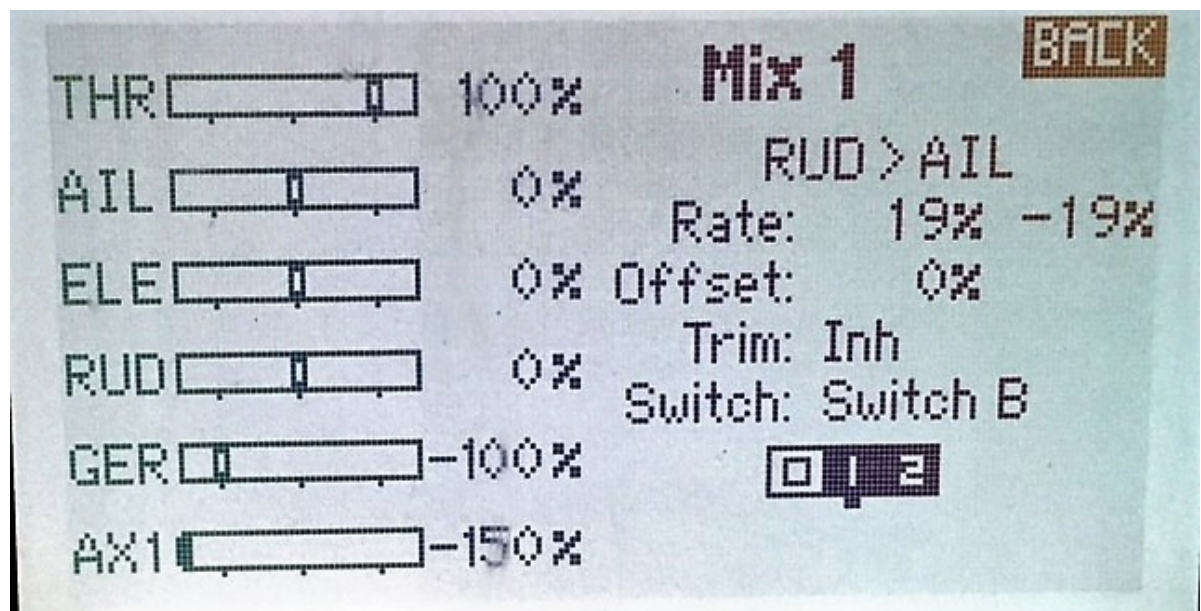 BACK
Mix 1
THR 100%
AIL 0%
ELE 0%
RUD 0%
GER -100%
AX1 -150%
RUD>AIL
Rate: 19% -19%
Offset: 0%
Trim: Inh
Switch: Switch B
0 1 2